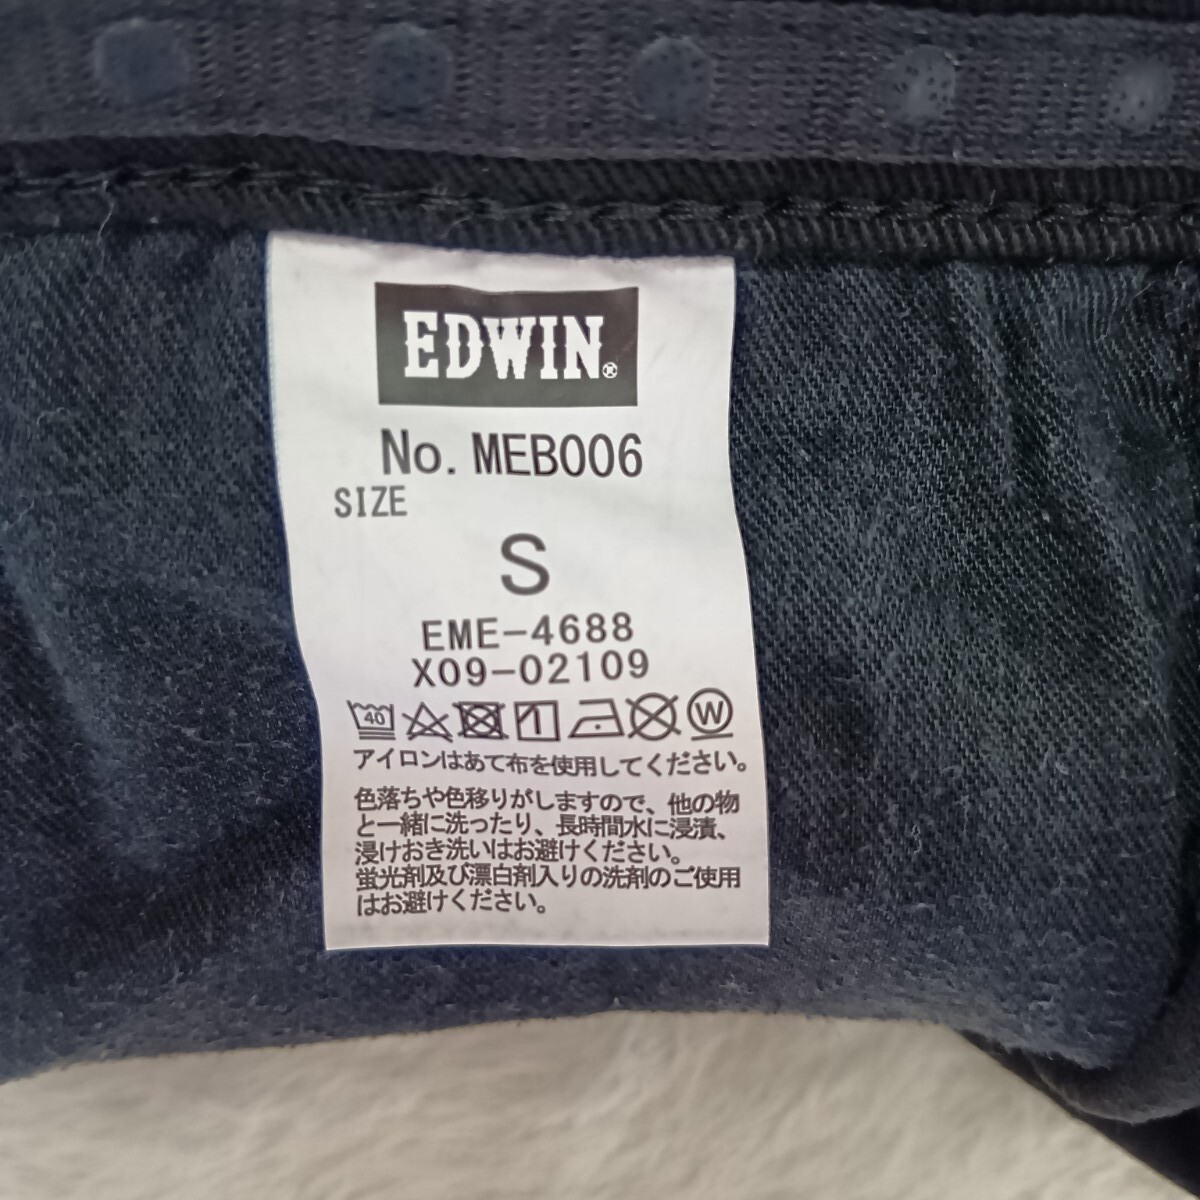 EDWIN®
No. MEB006
SIZE
S
EME-4688
X09-02109
40 1 W
アイロンはあて布を使用してください。
色落ちや色移りがしますので、他の物
と一緒に洗ったり、長時間水に浸漬、
浸けおき洗いはお避けください。
蛍光剤及び漂白剤入りの洗剤のご使用
はお避けください。